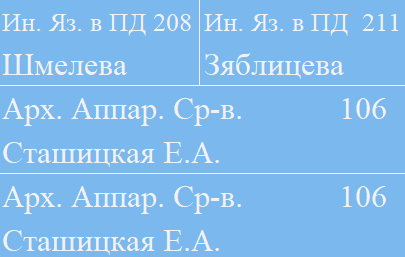 Ин. Яз. в ПД 208 Ин. Яз. в ПД 211
Шмелева Зяблицева
Арх. Аппар. Ср-в. 106
Сташицкая Е.А.
Арх. Аппар. Ср-в. 106
Сташицкая Е.А.